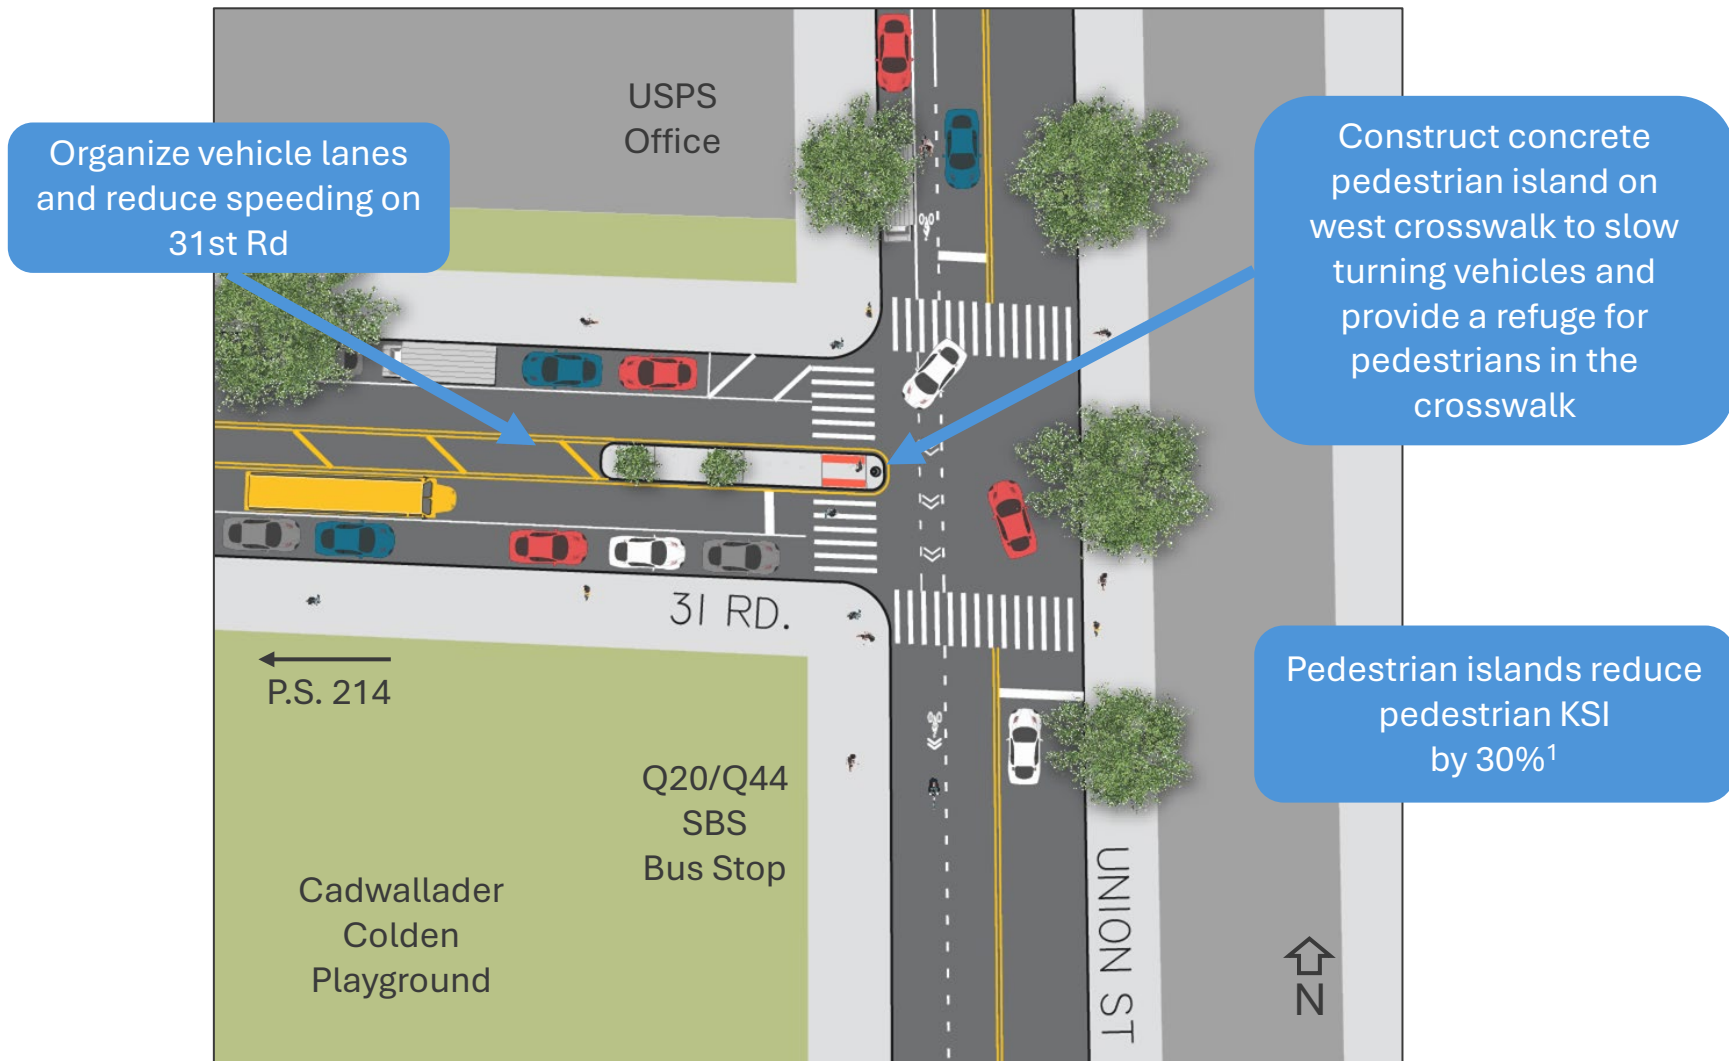 USPS
Office
Organize vehicle lanes
and reduce speeding on
31st Rd
Construct concrete
pedestrian island on
west crosswalk to slow
turning vehicles and
provide a refuge for
pedestrians in the
crosswalk
31 RD.
P.S. 214
Pedestrian islands reduce
pedestrian KSI
by 30%¹
Q20/Q44
SBS
Bus Stop
Cadwallader
Colden
Playground
UNION ST
N